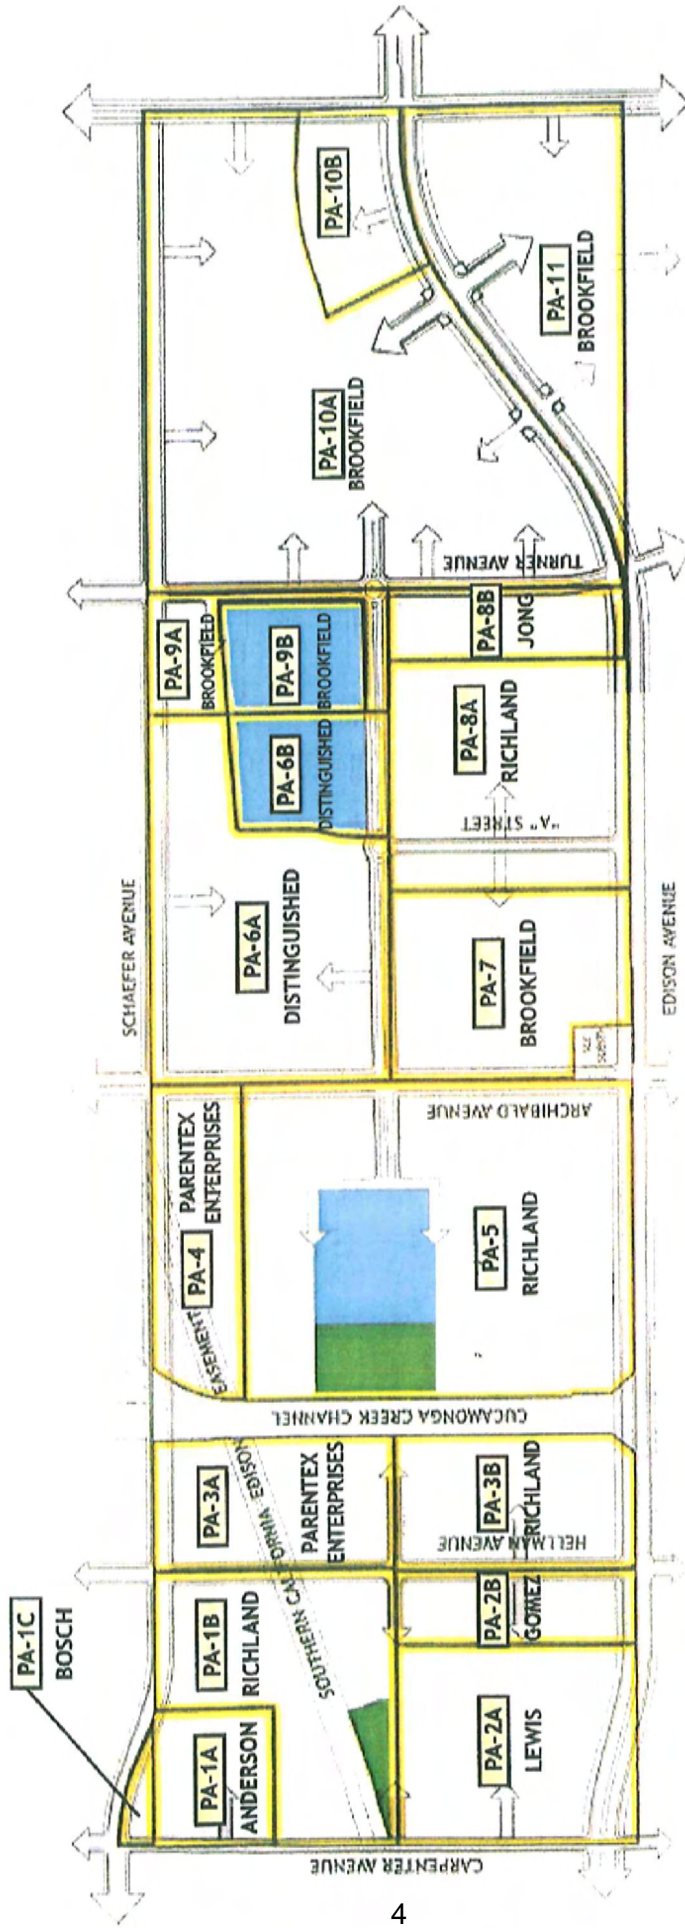 PA-1C
BOSCH
SCHAEFER AVENUE
PA-1A
ANDERSON
PA-1B
RICHLAND
PA-3A
PARENTEX
ENTERPRISES
SOUTHERN CALIFORNIA EDISON
EASEMENT
PA-4
PARENTEX
ENTERPRISES
PA-6A
DISTINGUISHED
PA-6B
DISTINGUISHED
PA-9A
BROOKFIELD
PA-9B
BROOKFIELD
PA-10A
BROOKFIELD
PA-10B
PA-11
BROOKFIELD
CARPENTER AVENUE
PA-2A
LEWIS
PA-2B
GOMEZ
HELLMAN AVENUE
PA-3B
RICHLAND
CUCAMONGA CREEK CHANNEL
PA-5
RICHLAND
ARCHIBALD AVENUE
PA-7
BROOKFIELD
"A" STREET
PA-8A
RICHLAND
PA-8B
JONG
TURNER AVENUE
EDISON AVENUE
4